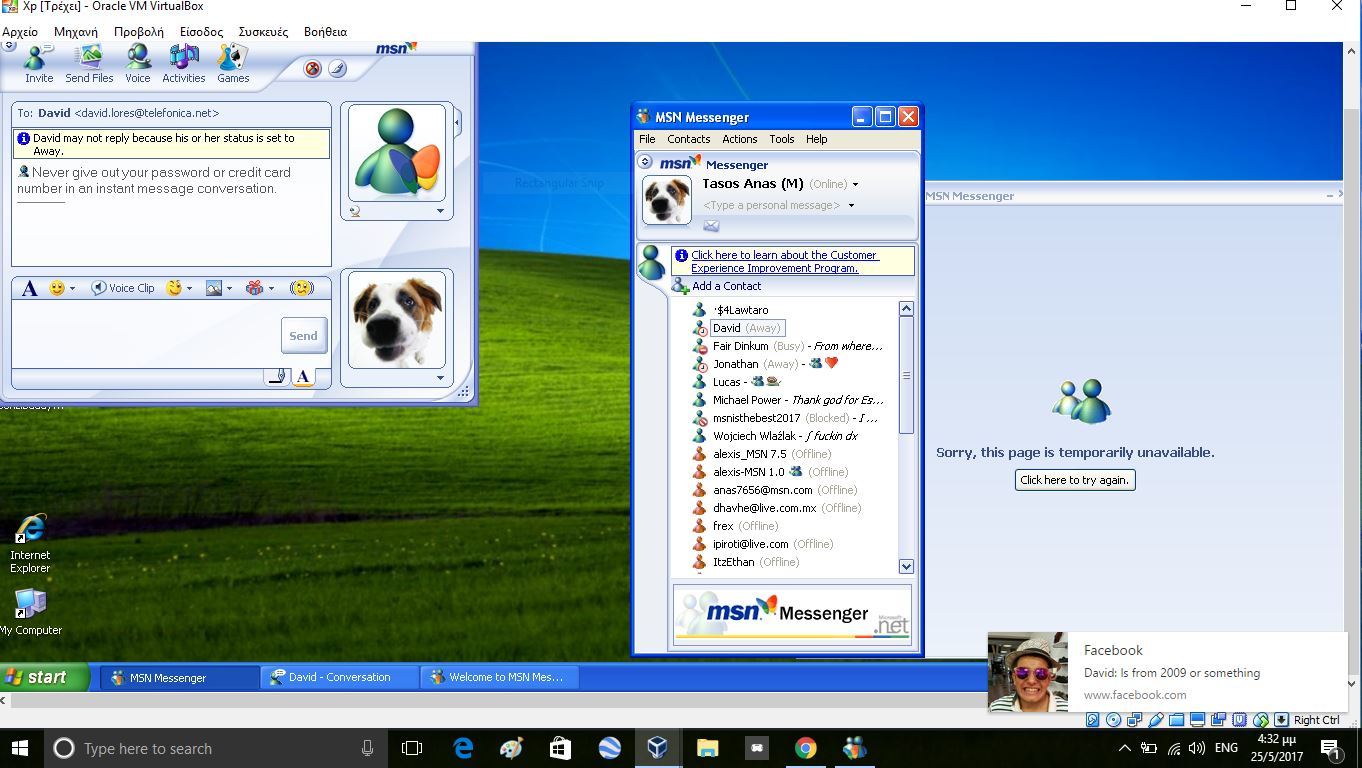 Xp [Τρέχει] - Oracle VM VirtualBox
Αρχείο Μηχανή Προβολή Είσοδος Συσκευές Βοήθεια
msn
Invite Send Files Voice Activities Games
To: David <david.lores@telefonica.net>
David may not reply because his or her status is set to
Away.
Never give out your password or credit card
number in an instant message conversation.
A Voice Clip
Send
A
Rectangular Snip
MSN Messenger
File Contacts Actions Tools Help
msn Messenger
Tasos Anas (M) (Online)
<Type a personal message>
Click here to learn about the Customer
Experience Improvement Program.
Add a Contact
·$4Lawtaro
David (Away)
Fair Dinkum (Busy) - From where...
Jonathan (Away) -
Lucas -
Michael Power - Thank god for Es...
msnisthebest2017 (Blocked) - I ...
Wojciech Wlaźlak - ∫ fuckin dx
alexis_MSN 7.5 (Offline)
alexis-MSN 1.0 (Offline)
anas7656@msn.com (Offline)
dhavhe@live.com.mx (Offline)
frex (Offline)
ipiroti@live.com (Offline)
ItzEthan (Offline)
msn Messenger
Microsoft
.net
MSN Messenger
Sorry, this page is temporarily unavailable.
Click here to try again.
Internet
Explorer
My Computer
start MSN Messenger David - Conversation Welcome to MSN Mes...
Facebook
David: Is from 2009 or something
www.facebook.com
Right Ctrl
Type here to search
ENG
4:32 μμ
25/5/2017
1